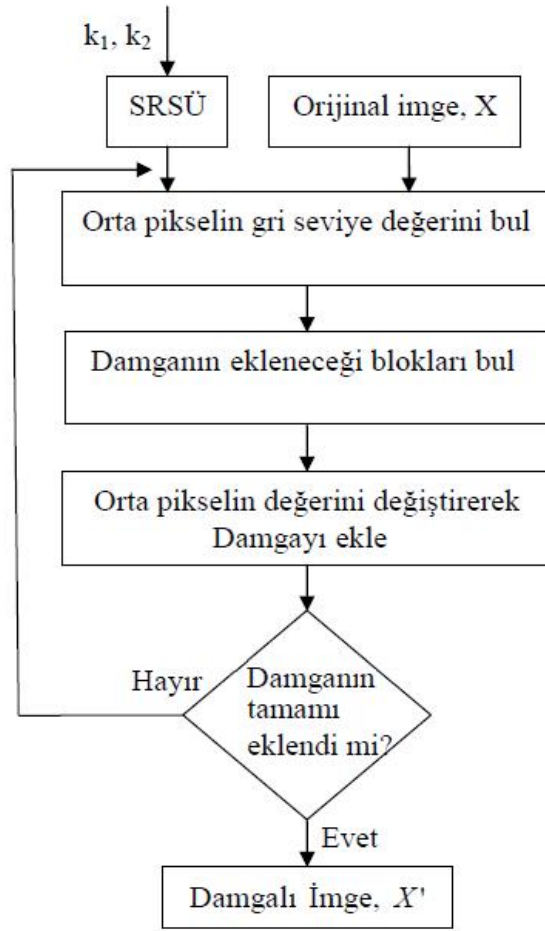 k₁, k₂
SRSÜ
Orijinal imge, X
Orta pikselin gri seviye değerini bul
Damganın ekleneceği blokları bul
Orta pikselin değerini değiştirerek
Damgayı ekle
Hayır
Damganın
tamamı
eklendi mi?
Evet
Damgalı İmge, X'